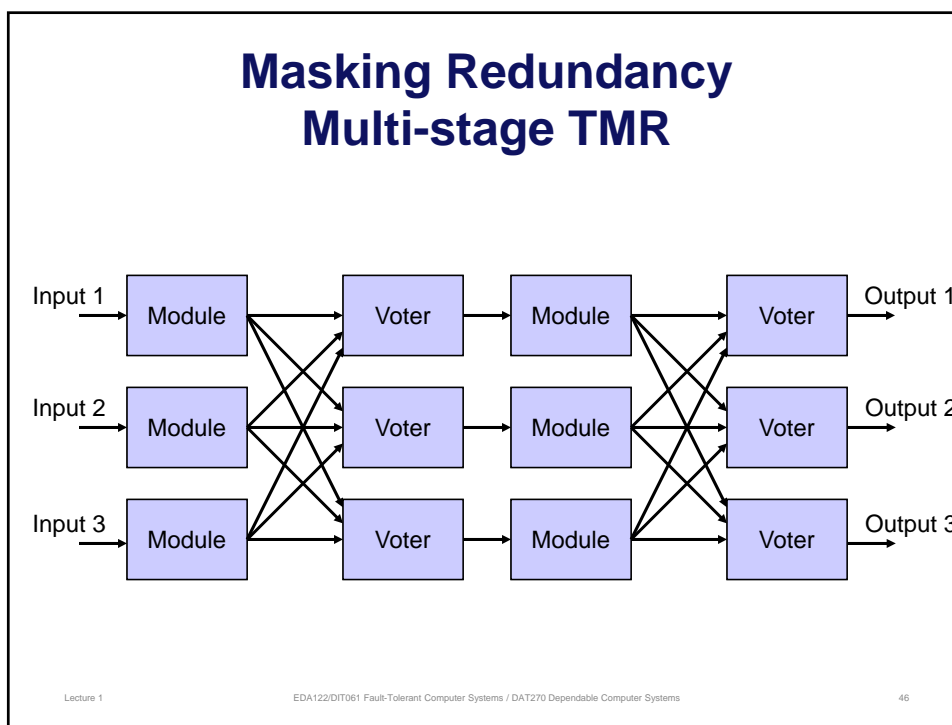 Masking Redundancy
Multi-stage TMR
Input 1
Module
Voter
Module
Voter
Output 1
Input 2
Module
Voter
Module
Voter
Output 2
Input 3
Module
Voter
Module
Voter
Output 3
Lecture 1
EDA122/DIT061 Fault-Tolerant Computer Systems / DAT270 Dependable Computer Systems
46